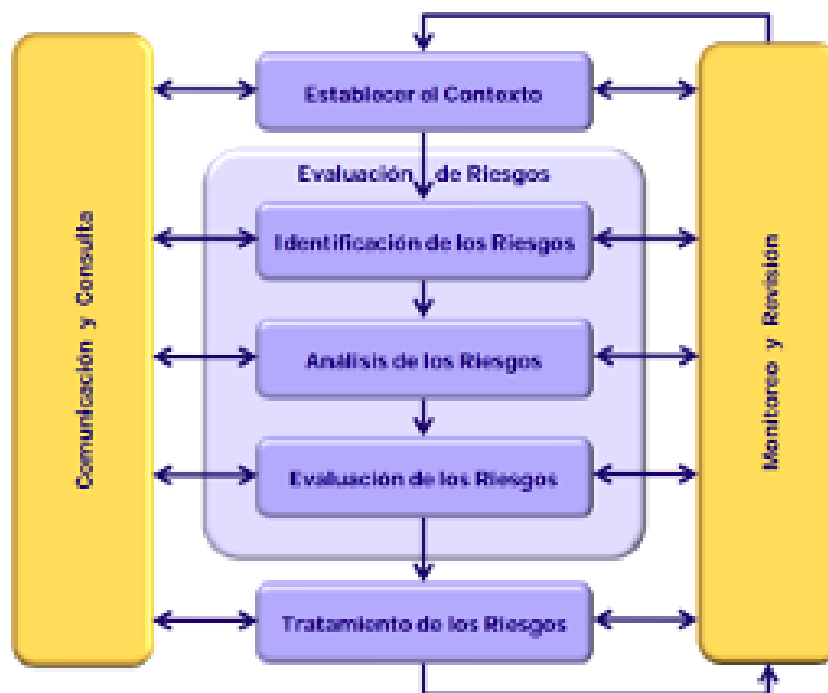 Establecer el Contexto
Evaluación de Riesgos
Identificación de los Riesgos
Análisis de los Riesgos
Evaluación de los Riesgos
Tratamiento de los Riesgos
Comunicación y Consulta
Monitoreo y Revisión